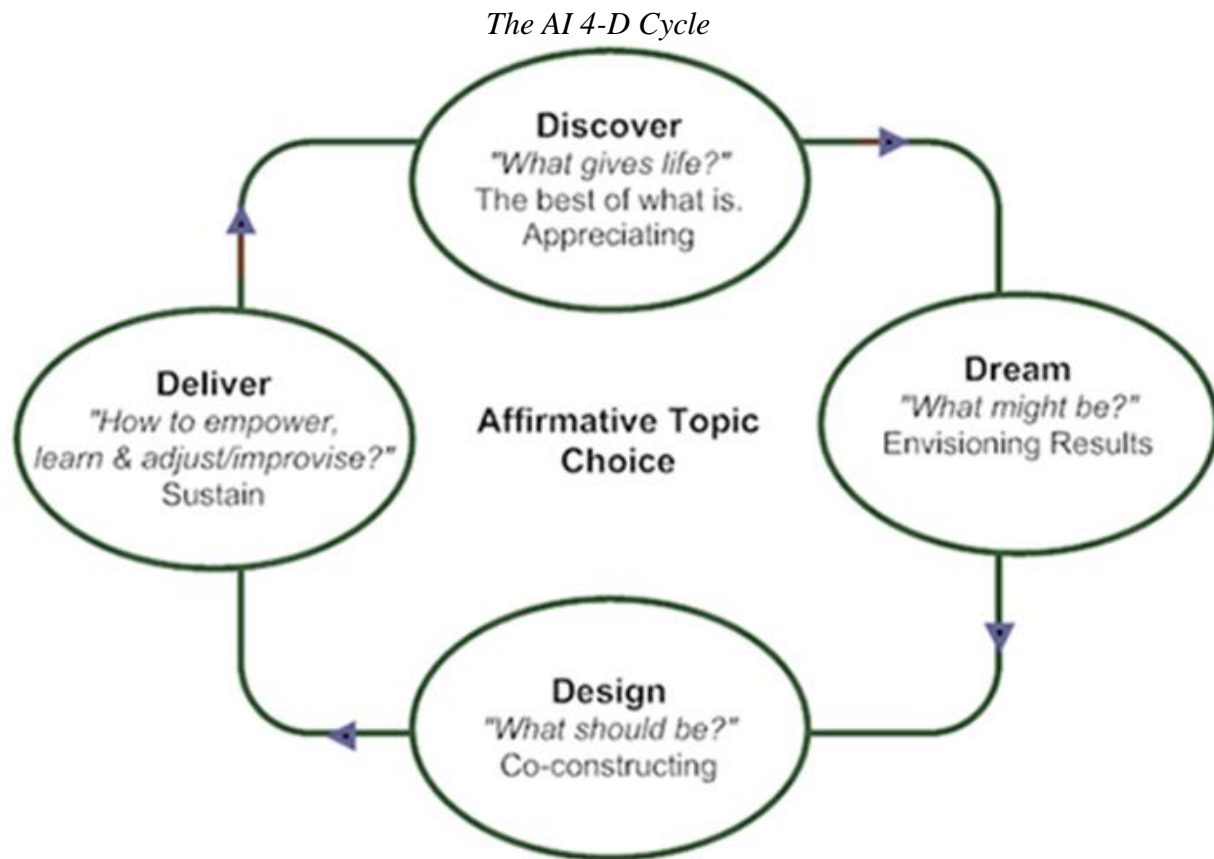 The AI 4-D Cycle
Discover
"What gives life?"
The best of what is.
Appreciating
Dream
"What might be?"
Envisioning Results
Affirmative Topic
Choice
Deliver
"How to empower,
learn & adjust/improvise?"
Sustain
Design
"What should be?"
Co-constructing